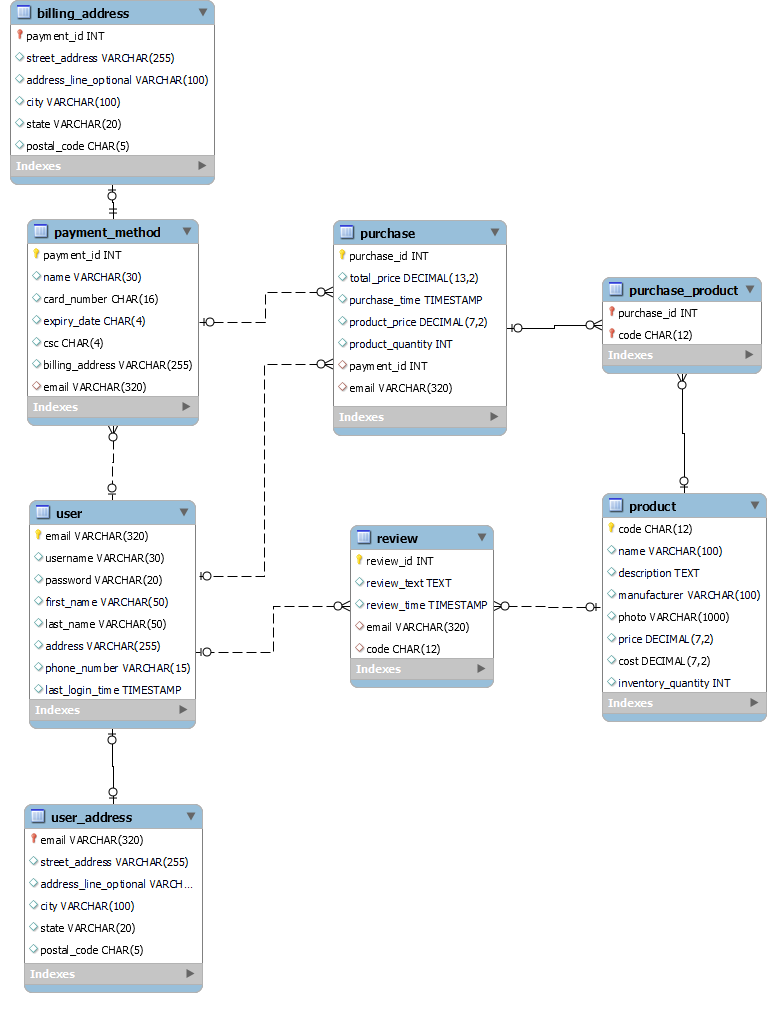 billing_address
payment_id INT
street_address VARCHAR(255)
address_line_optional VARCHAR(100)
city VARCHAR(100)
state VARCHAR(20)
postal_code CHAR(5)
Indexes
payment_method
payment_id INT
name VARCHAR(30)
card_number CHAR(16)
expiry_date CHAR(4)
csc CHAR(4)
billing_address VARCHAR(255)
email VARCHAR(320)
Indexes
purchase
purchase_id INT
total_price DECIMAL(13,2)
purchase_time TIMESTAMP
product_price DECIMAL(7,2)
product_quantity INT
payment_id INT
email VARCHAR(320)
Indexes
purchase_product
purchase_id INT
code CHAR(12)
Indexes
user
email VARCHAR(320)
username VARCHAR(30)
password VARCHAR(20)
first_name VARCHAR(50)
last_name VARCHAR(50)
address VARCHAR(255)
phone_number VARCHAR(15)
last_login_time TIMESTAMP
Indexes
review
review_id INT
review_text TEXT
review_time TIMESTAMP
email VARCHAR(320)
code CHAR(12)
Indexes
product
code CHAR(12)
name VARCHAR(100)
description TEXT
manufacturer VARCHAR(100)
photo VARCHAR(1000)
price DECIMAL(7,2)
cost DECIMAL(7,2)
inventory_quantity INT
Indexes
user_address
email VARCHAR(320)
street_address VARCHAR(255)
address_line_optional VARCH...
city VARCHAR(100)
state VARCHAR(20)
postal_code CHAR(5)
Indexes